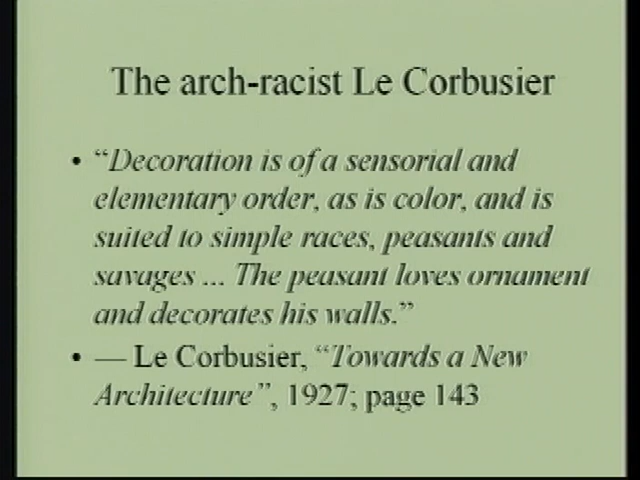 The arch-racist Le Corbusier
• “Decoration is of a sensorial and
elementary order, as is color, and is
suited to simple races, peasants and
savages ... The peasant loves ornament
and decorates his walls.”
• — Le Corbusier, “Towards a New
Architecture”, 1927; page 143